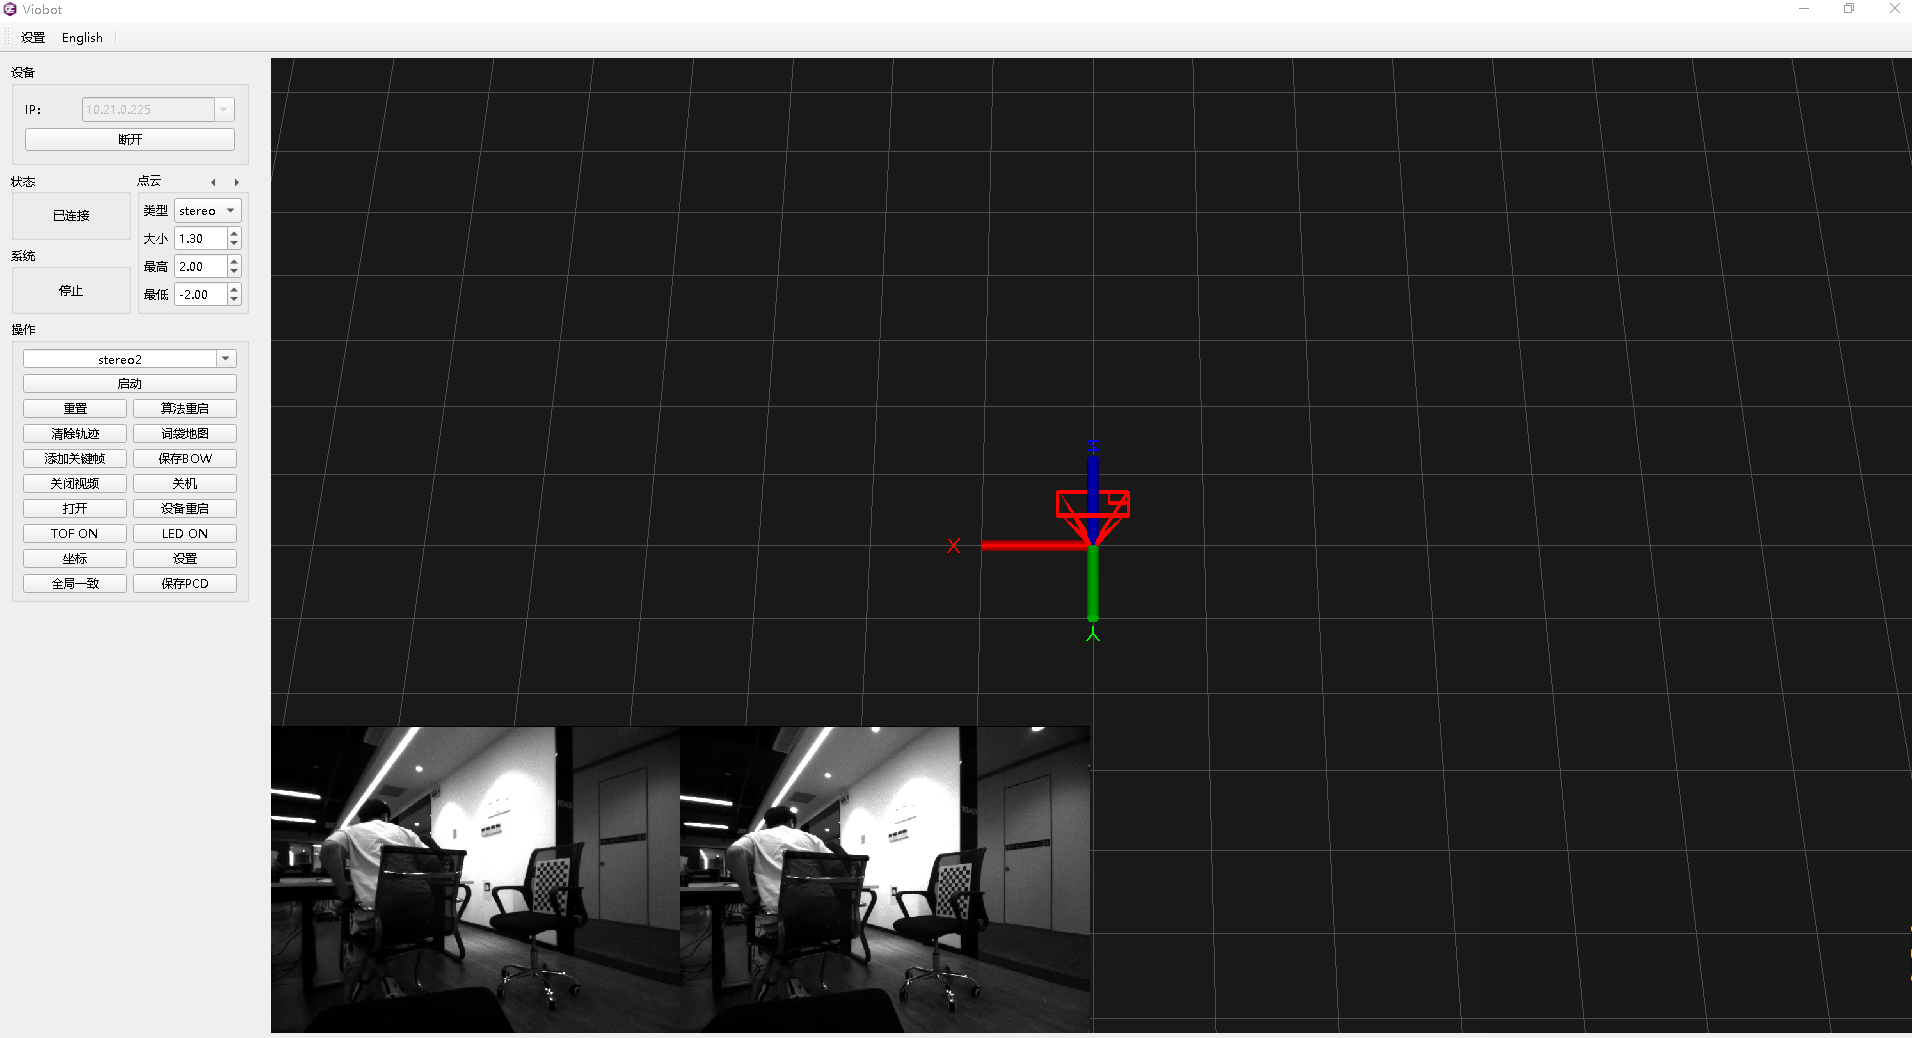 Viobot
设置 English
设备
IP: 10.21.0.225
断开
状态 点云
已连接
类型 stereo
大小 1.30
最高 2.00
最低 -2.00
系统
停止
操作
stereo2
启动
重置 算法重启
清除轨迹 词袋地图
添加关键帧 保存BOW
关闭视频 关机
打开 设备重启
TOF ON LED ON
坐标 设置
全局一致 保存PCD
Z
X
Y